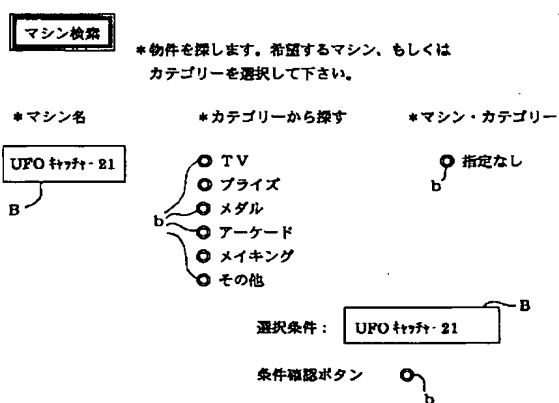 マシン検索
*物件を探します。希望するマシン、もしくは
カテゴリーを選択して下さい。
*マシン名 *カテゴリーから探す *マシン・カテゴリー
UFO ｷｬｯﾁｬ- 21 TV 指定なし
B プライズ b
メダル
b アーケード
メイキング
その他
B
選択条件： UFO ｷｬｯﾁｬ- 21
条件確認ボタン
b